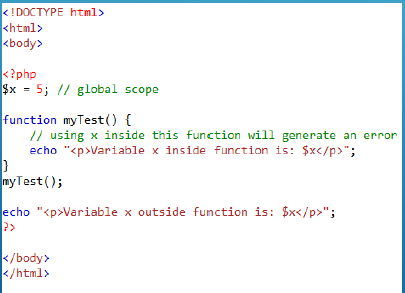 <!DOCTYPE html>
<html>
<body>
<?php
$x = 5; // global scope
function myTest() {
// using x inside this function will generate an error
echo "<p>Variable x inside function is: $x</p>";
}
myTest();
echo "<p>Variable x outside function is: $x</p>";
?>
</body>
</html>